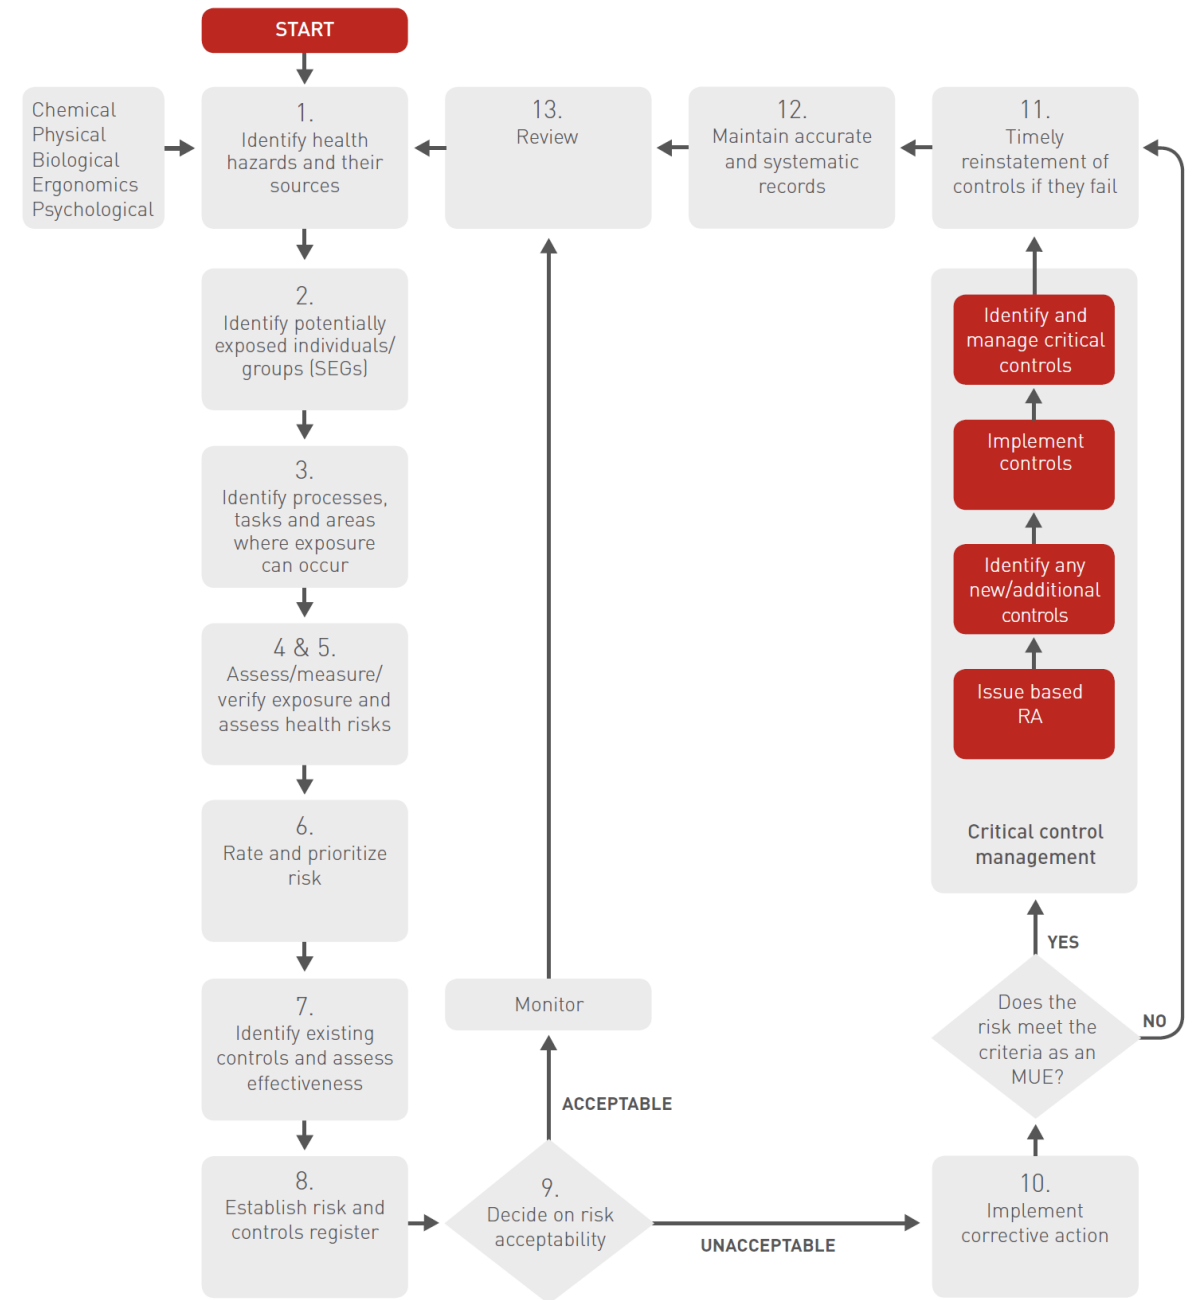 START
Chemical
Physical
Biological
Ergonomics
Psychological
1.
Identify health
hazards and their
sources
13.
Review
12.
Maintain accurate
and systematic
records
11.
Timely
reinstatement of
controls if they fail
2.
Identify potentially
exposed individuals/
groups (SEGs)
3.
Identify processes,
tasks and areas
where exposure
can occur
4 & 5.
Assess/measure/
verify exposure and
assess health risks
6.
Rate and prioritize
risk
7.
Identify existing
controls and assess
effectiveness
8.
Establish risk and
controls register
9.
Decide on risk
acceptability
ACCEPTABLE
Monitor
UNACCEPTABLE
10.
Implement
corrective action
Does the
risk meet the
criteria as an
MUE?
NO
YES
Critical control
management
Issue based
RA
Identify any
new/additional
controls
Implement
controls
Identify and
manage critical
controls